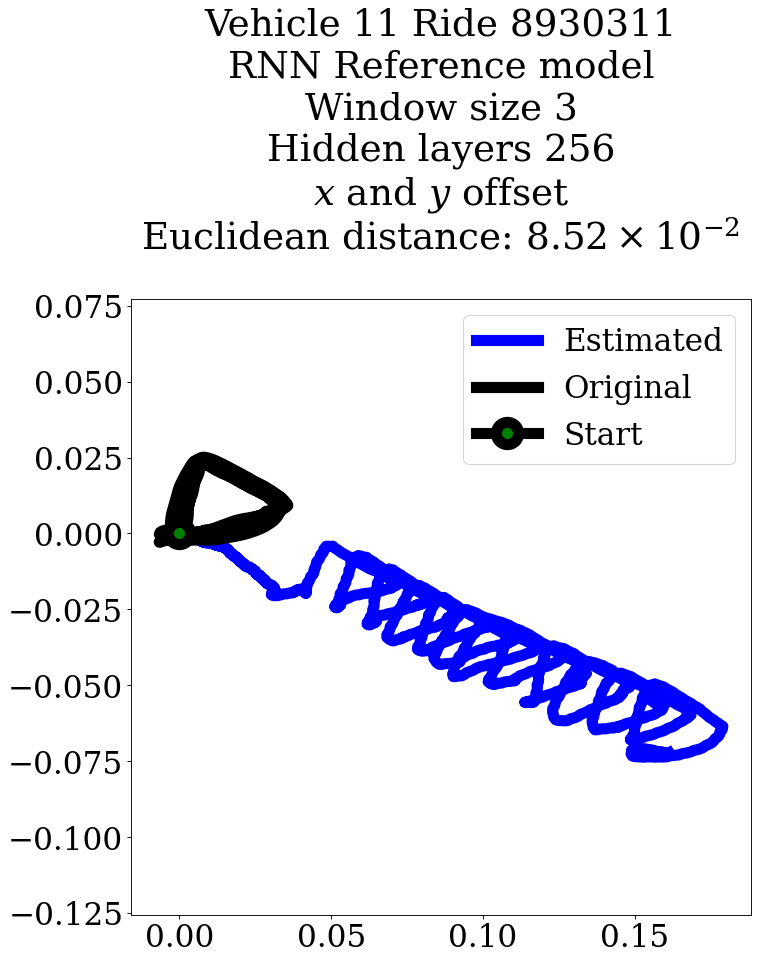 Vehicle 11 Ride 8930311
RNN Reference model
Window size 3
Hidden layers 256
x and y offset
Euclidean distance: 8.52 × 10⁻²
Estimated
Original
Start
0.075
0.050
0.025
0.000
−0.025
−0.050
−0.075
−0.100
−0.125
0.00 0.05 0.10 0.15